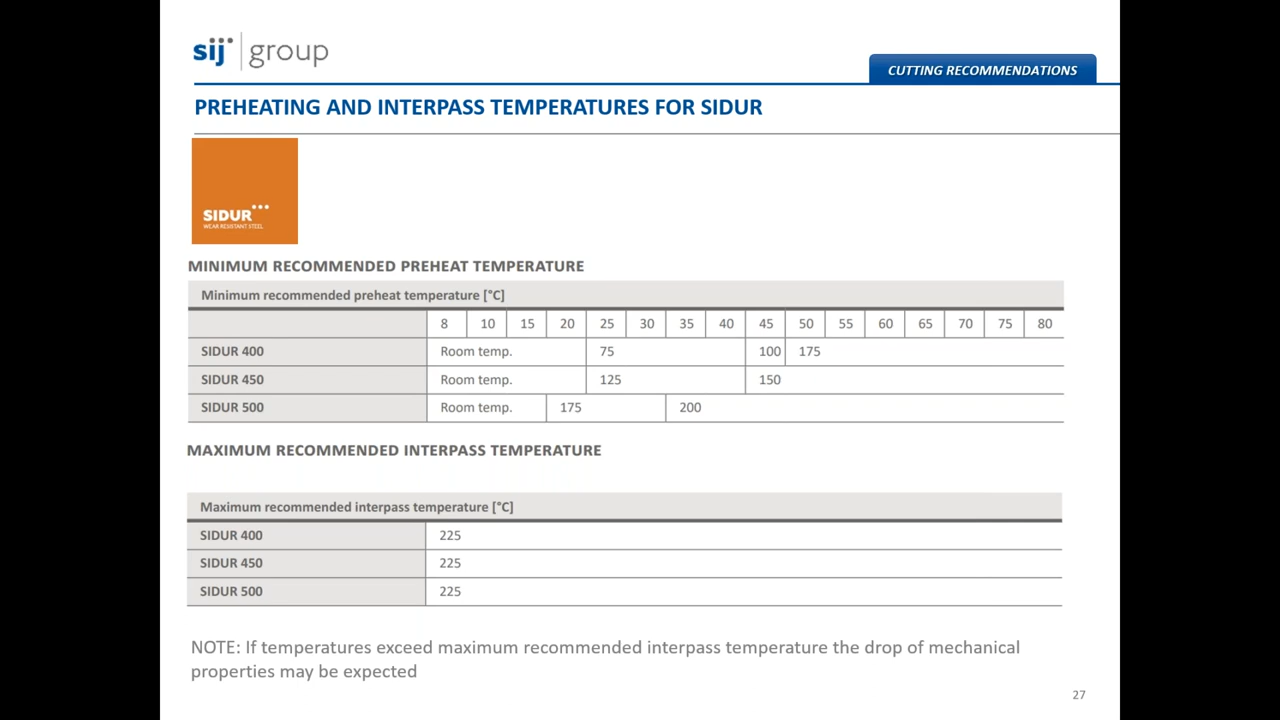 sij group
CUTTING RECOMMENDATIONS
PREHEATING AND INTERPASS TEMPERATURES FOR SIDUR
SIDUR
WEAR RESISTANT STEEL
MINIMUM RECOMMENDED PREHEAT TEMPERATURE
Minimum recommended preheat temperature [°C]
8 10 15 20 25 30 35 40 45 50 55 60 65 70 75 80
SIDUR 400 Room temp. 75 100 175
SIDUR 450 Room temp. 125 150
SIDUR 500 Room temp. 175 200
MAXIMUM RECOMMENDED INTERPASS TEMPERATURE
Maximum recommended interpass temperature [°C]
SIDUR 400 225
SIDUR 450 225
SIDUR 500 225
NOTE: If temperatures exceed maximum recommended interpass temperature the drop of mechanical
properties may be expected
27